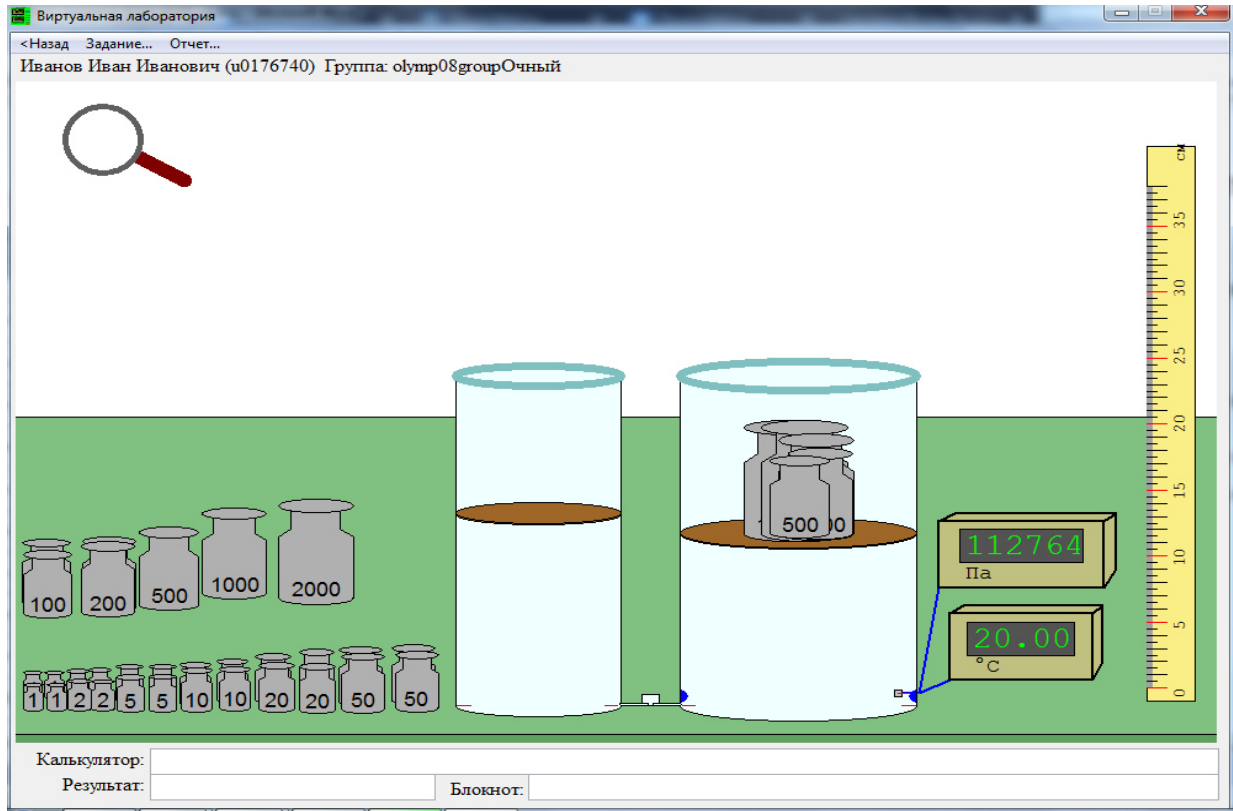 Виртуальная лаборатория
<Назад Задание... Отчет...
Иванов Иван Иванович (u0176740) Группа: olymp08groupОчный
см
35
30
25
20
15
10
5
0
112764
Па
20.00
°C
500
00
100 200 500 1000 2000
1 1 2 2 5 5 10 10 20 20 50 50
Калькулятор:
Результат:
Блокнот: